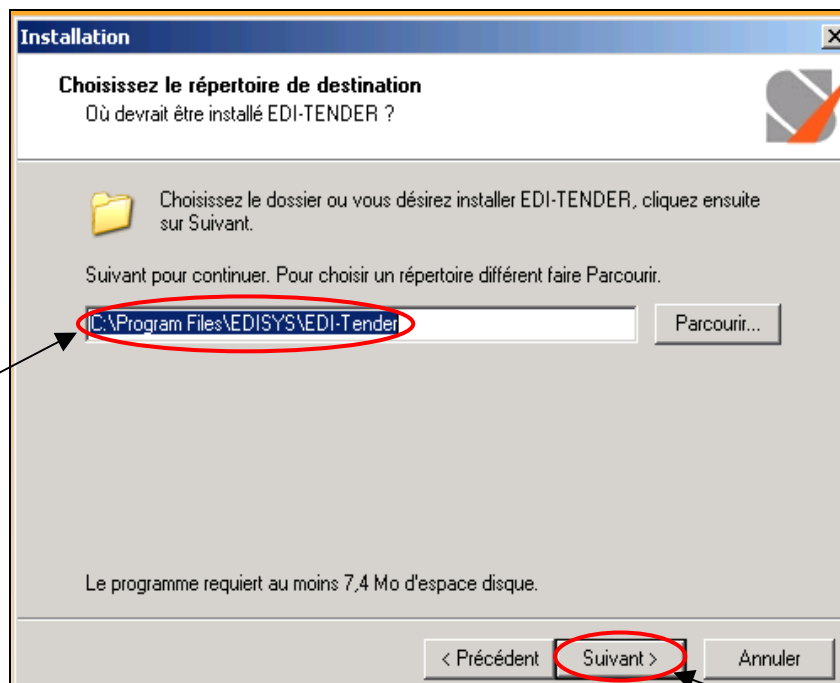 Installation
Choisissez le répertoire de destination
Où devrait être installé EDI-TENDER ?
Choisissez le dossier ou vous désirez installer EDI-TENDER, cliquez ensuite
sur Suivant.
Suivant pour continuer. Pour choisir un répertoire différent faire Parcourir.
C:\Program Files\EDISYS\EDI-Tender
Parcourir...
Le programme requiert au moins 7,4 Mo d'espace disque.
< Précédent Suivant > Annuler